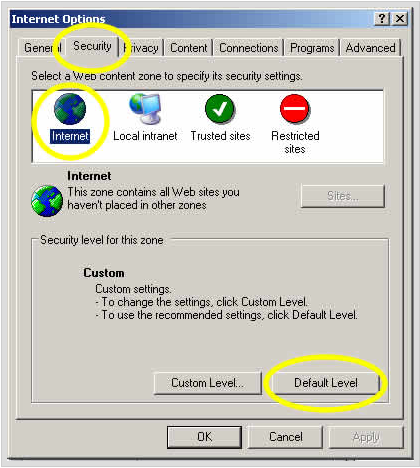 Internet Options
General Security Privacy Content Connections Programs Advanced
Select a Web content zone to specify its security settings.
Internet Local intranet Trusted sites Restricted
sites
Internet
This zone contains all Web sites you
haven't placed in other zones
Sites...
Security level for this zone
Custom
Custom settings.
- To change the settings, click Custom Level.
- To use the recommended settings, click Default Level.
Custom Level... Default Level
OK Cancel Apply